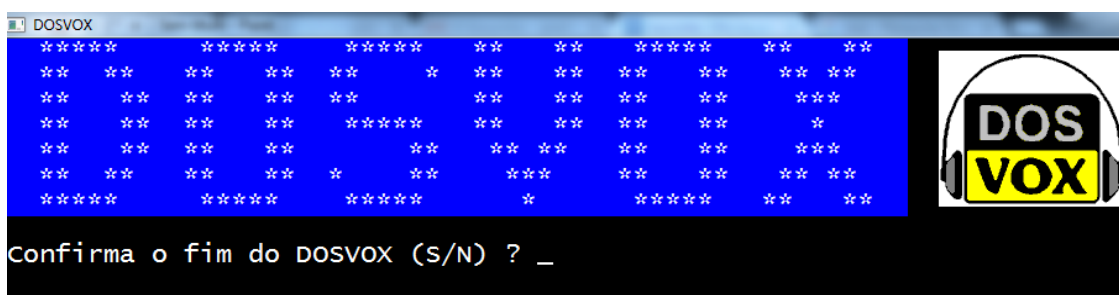 DOSVOX
DOSVOX
DOS
VOX
Confirma o fim do DOSVOX (S/N) ? _